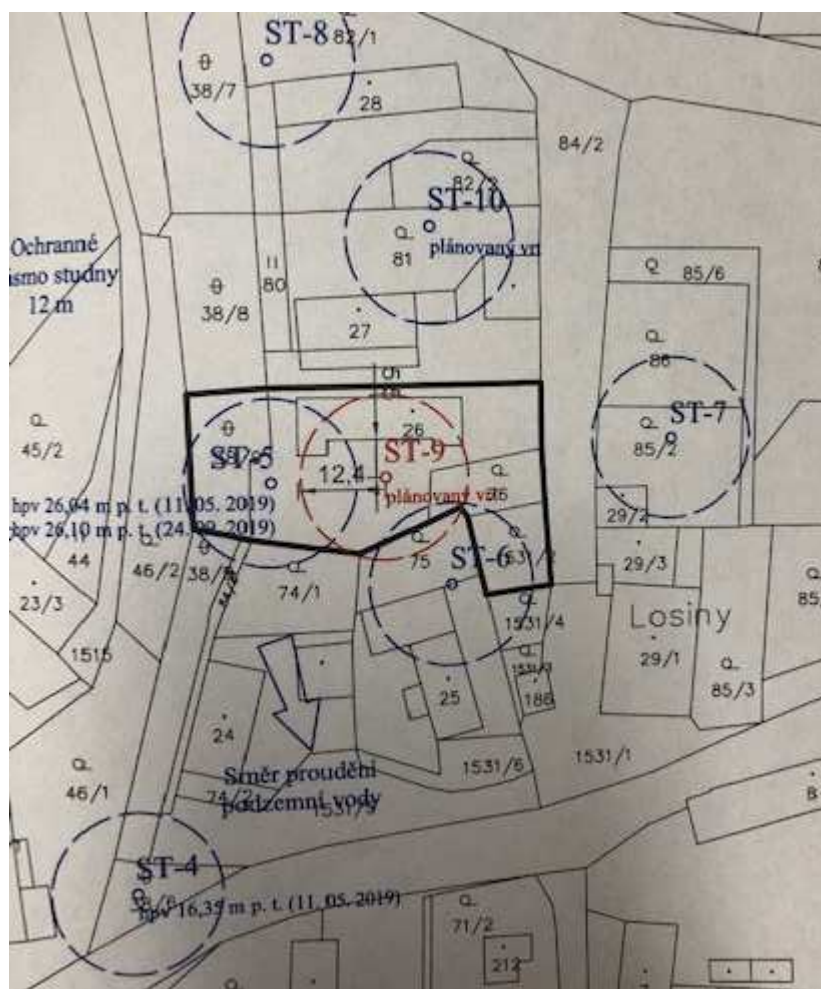 ST-8
82/1
38/7
28
84/2
82/2
ST-10
81
plánovaný vrt
Ochranné
ásmo studny
12 m
80
38/8
27
85/6
86
ST-7
85/2
45/2
26
ST-5
ST-9
12,4
plánovaný vrt
76
hpv 26,04 m p. t. (11. 05. 2019)
hpv 26,10 m p. t. (24. 09. 2019)
29/2
44
46/2
38/
75
ST-6
29/3
23/3
74/1
1531/4
Losiny
1515
29/1
85/3
25
186
24
1531/6
1531/1
Směr proudění
podzemní vody
46/1
74/2
1531/5
ST-4
hpv 16,35 m p. t. (11. 05. 2019)
71/2
212